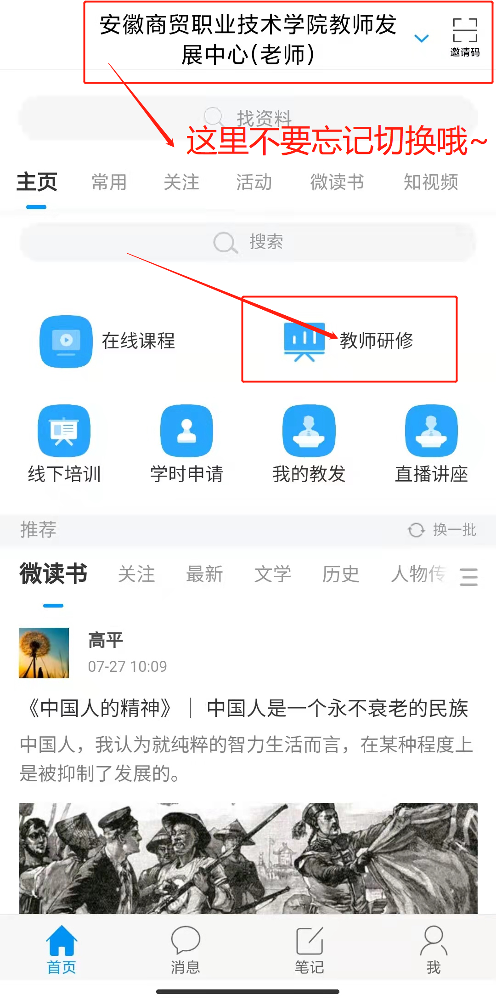 安徽商贸职业技术学院教师发
展中心(老师)
邀请码
找资料
这里不要忘记切换哦~
主页 常用 关注 活动 微读书 知视频
搜索
在线课程 教师研修
线下培训 学时申请 我的教发 直播讲座
推荐 换一批
微读书 关注 最新 文学 历史 人物传
高平
07-27 10:09
《中国人的精神》｜ 中国人是一个永不衰老的民族
中国人，我认为就纯粹的智力生活而言，在某种程度上
是被抑制了发展的。
首页 消息 笔记 我